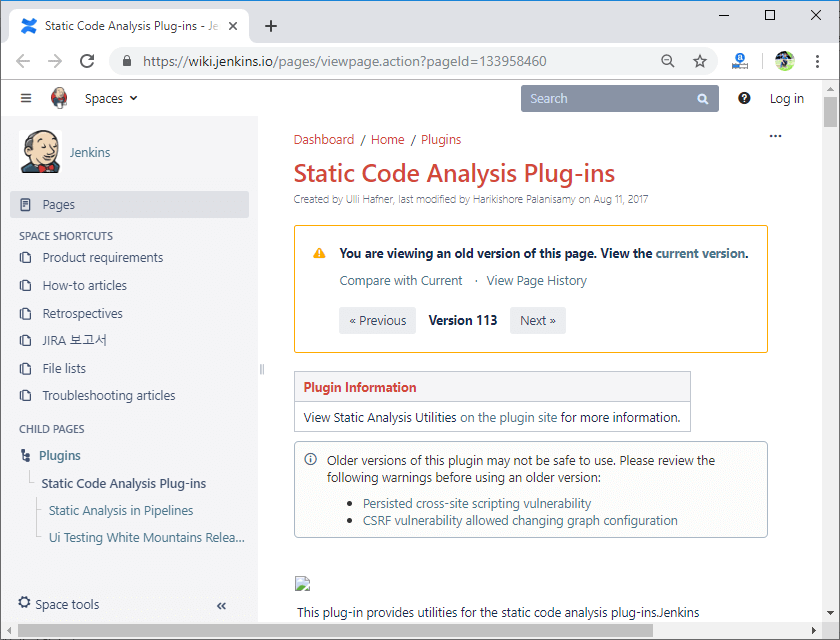 Static Code Analysis Plug-ins - Je
https://wiki.jenkins.io/pages/viewpage.action?pageId=133958460
Spaces
Search
Log in
Jenkins
Pages
SPACE SHORTCUTS
Product requirements
How-to articles
Retrospectives
JIRA 보고서
File lists
Troubleshooting articles
CHILD PAGES
Plugins
Static Code Analysis Plug-ins
Static Analysis in Pipelines
Ui Testing White Mountains Relea...
Space tools
Dashboard / Home / Plugins
Static Code Analysis Plug-ins
Created by Ulli Hafner, last modified by Harikishore Palanisamy on Aug 11, 2017
You are viewing an old version of this page. View the current version.
Compare with Current · View Page History
« Previous Version 113 Next »
Plugin Information
View Static Analysis Utilities on the plugin site for more information.
Older versions of this plugin may not be safe to use. Please review the
following warnings before using an older version:
• Persisted cross-site scripting vulnerability
• CSRF vulnerability allowed changing graph configuration
This plug-in provides utilities for the static code analysis plug-ins.Jenkins